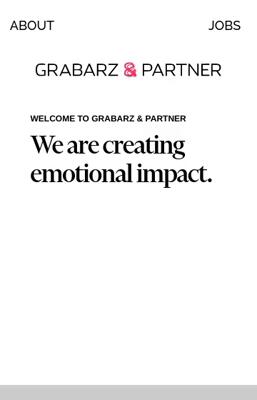 ABOUT JOBS
GRABARZ & PARTNER
WELCOME TO GRABARZ & PARTNER
We are creating
emotional impact.